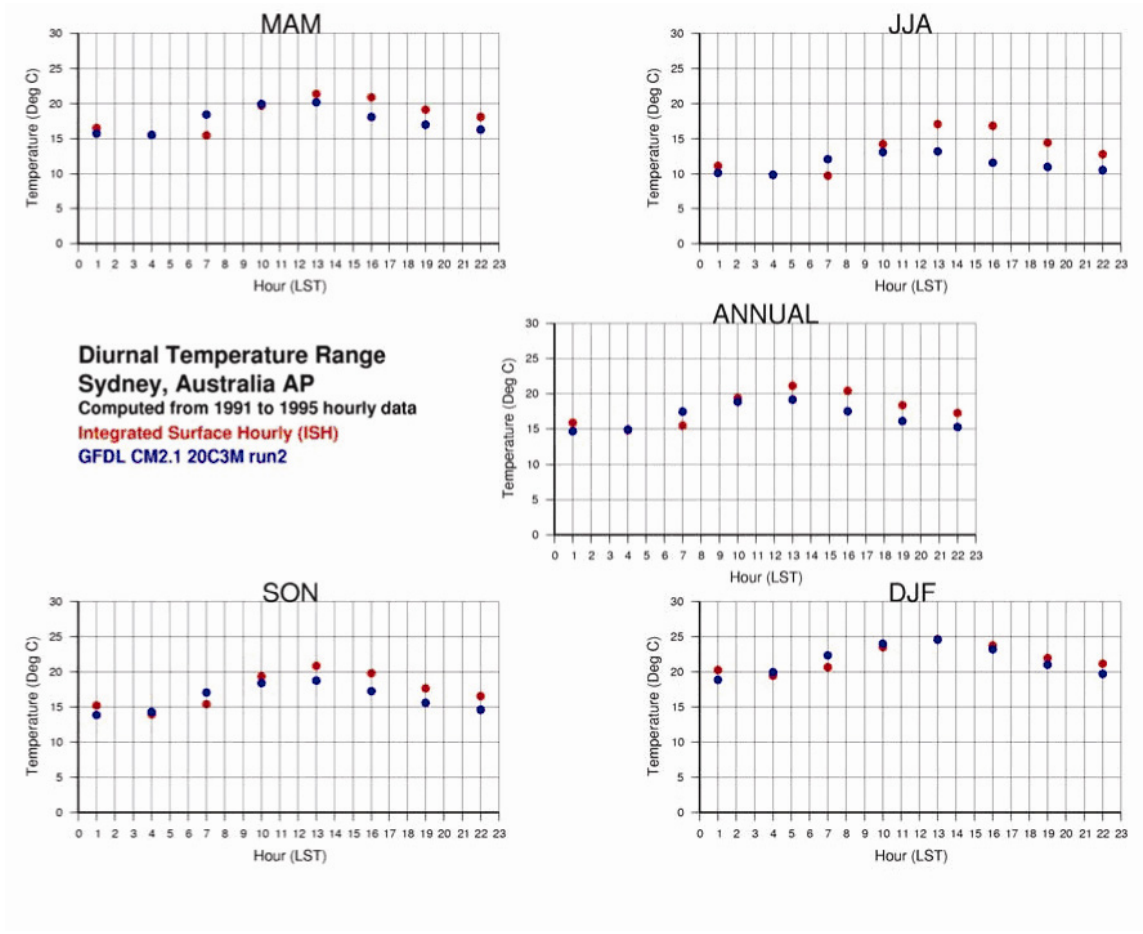 MAM
30
25
20
15
10
5
0
Temperature (Deg C)
0 1 2 3 4 5 6 7 8 9 10 11 12 13 14 15 16 17 18 19 20 21 22 23
Hour (LST)
JJA
30
25
20
15
10
5
0
Temperature (Deg C)
0 1 2 3 4 5 6 7 8 9 10 11 12 13 14 15 16 17 18 19 20 21 22 23
Hour (LST)
Diurnal Temperature Range
Sydney, Australia AP
Computed from 1991 to 1995 hourly data
Integrated Surface Hourly (ISH)
GFDL CM2.1 20C3M run2
ANNUAL
30
25
20
15
10
5
0
Temperature (Deg C)
0 1 2 3 4 5 6 7 8 9 10 11 12 13 14 15 16 17 18 19 20 21 22 23
Hour (LST)
SON
30
25
20
15
10
5
0
Temperature (Deg C)
0 1 2 3 4 5 6 7 8 9 10 11 12 13 14 15 16 17 18 19 20 21 22 23
Hour (LST)
DJF
30
25
20
15
10
5
0
Temperature (Deg C)
0 1 2 3 4 5 6 7 8 9 10 11 12 13 14 15 16 17 18 19 20 21 22 23
Hour (LST)